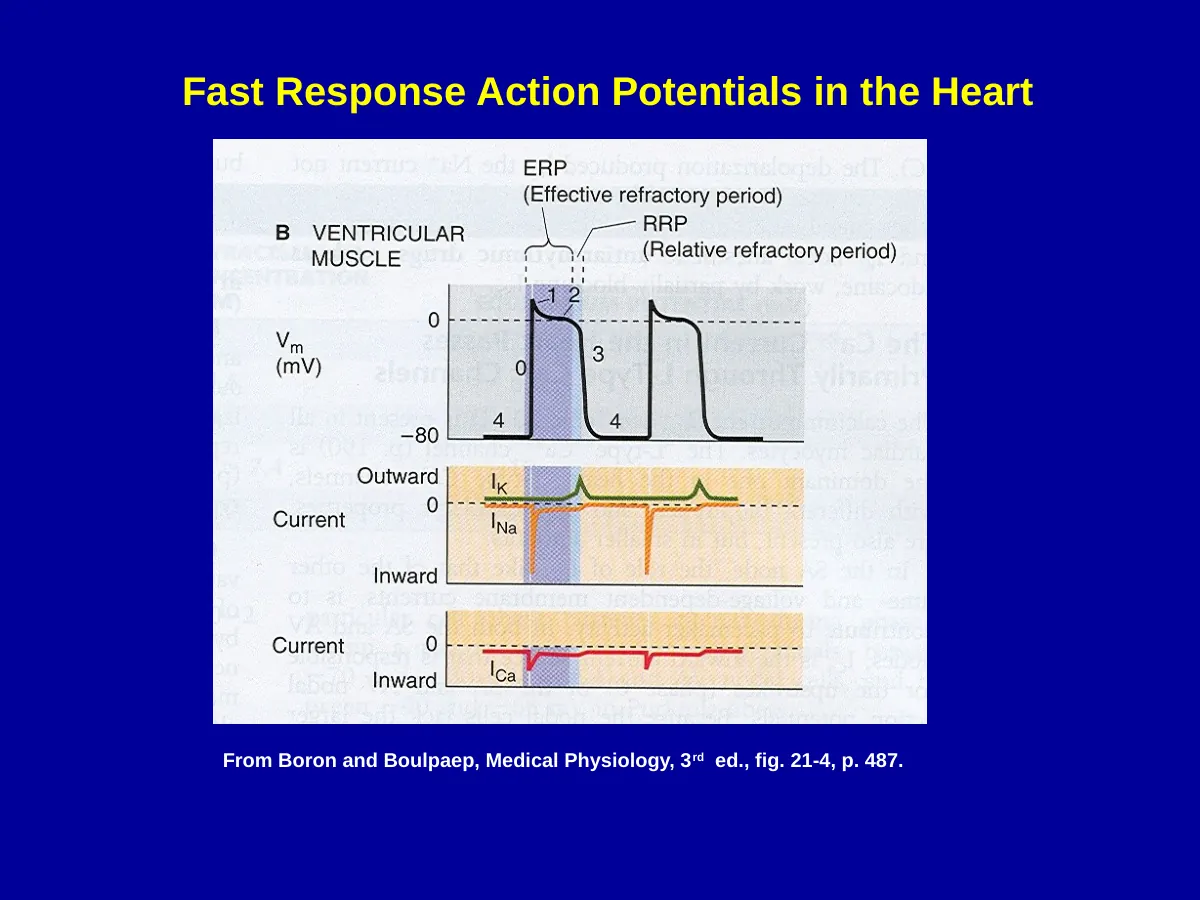 Fast Response Action Potentials in the Heart
ERP
(Effective refractory period)
RRP
(Relative refractory period)
B VENTRICULAR
MUSCLE
1 2
0
Vm
(mV)
0
3
4
4
–80
Outward
IK
0
Current
INa
Inward
Current
0
ICa
Inward
From Boron and Boulpaep, Medical Physiology, 3rd ed., fig. 21-4, p. 487.